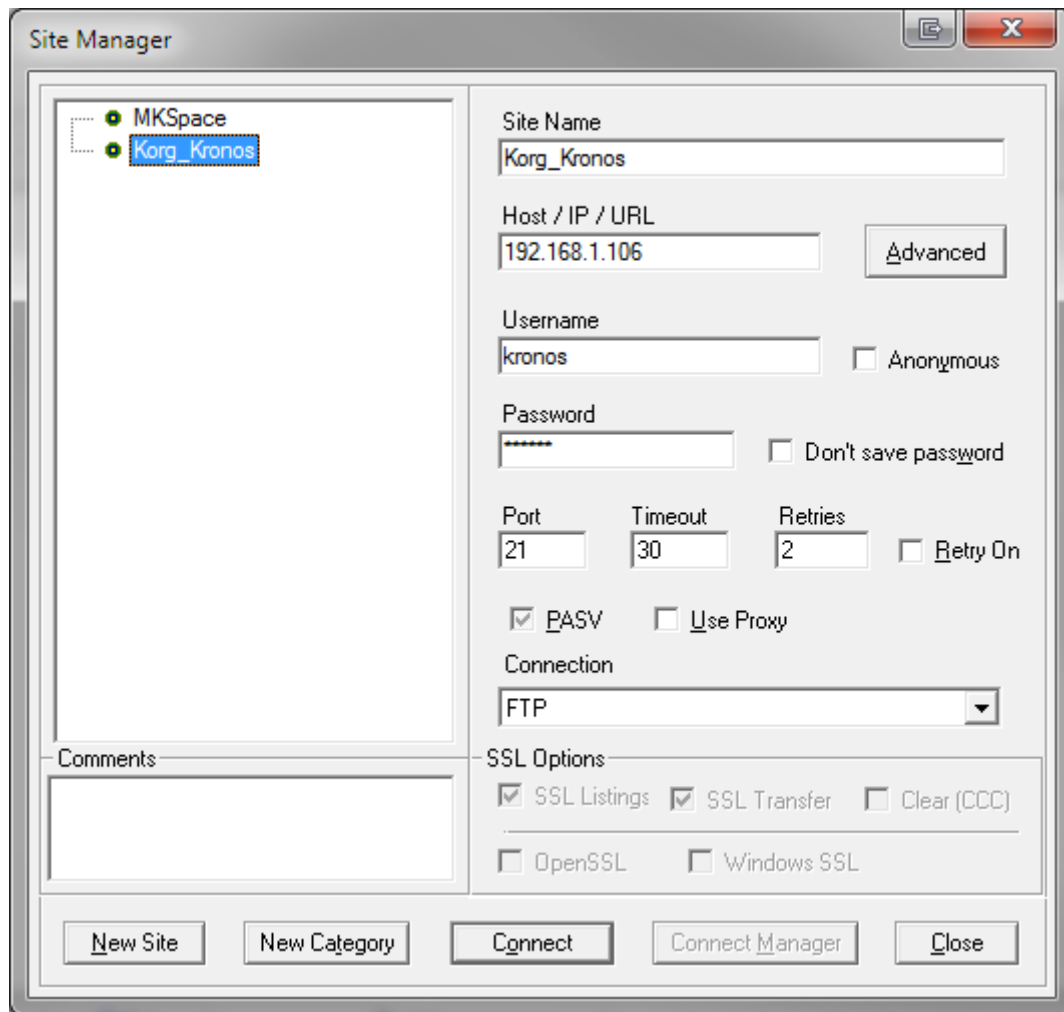 Site Manager
MKSpace
Korg_Kronos
Site Name
Korg_Kronos
Host / IP / URL
192.168.1.106
Advanced
Username
kronos
Anonymous
Password
******
Don't save password
Port Timeout Retries
21 30 2 Retry On
PASV Use Proxy
Connection
FTP
Comments
SSL Options
SSL Listings SSL Transfer Clear (CCC)
OpenSSL Windows SSL
New Site New Category Connect Connect Manager Close